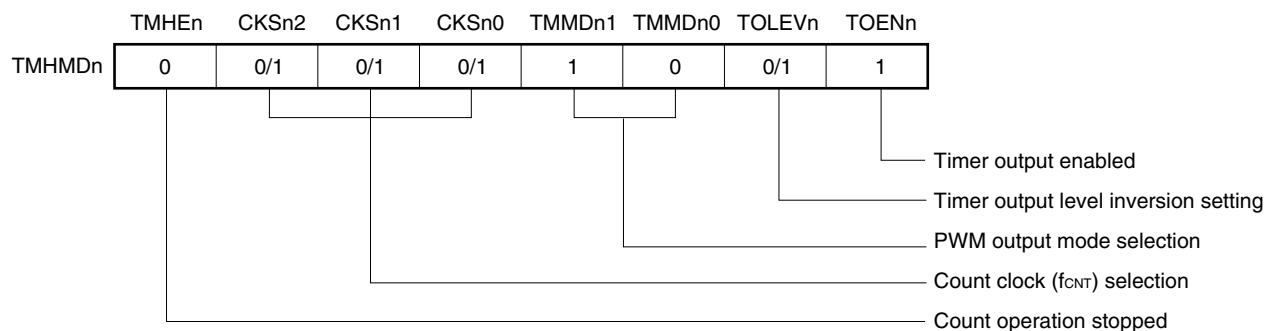 TMHEn CKSn2 CKSn1 CKSn0 TMMDn1 TMMDn0 TOLEVn TOENn
TMHMDn 0 0/1 0/1 0/1 1 0 0/1 1
Timer output enabled
Timer output level inversion setting
PWM output mode selection
Count clock (fCNT) selection
Count operation stopped